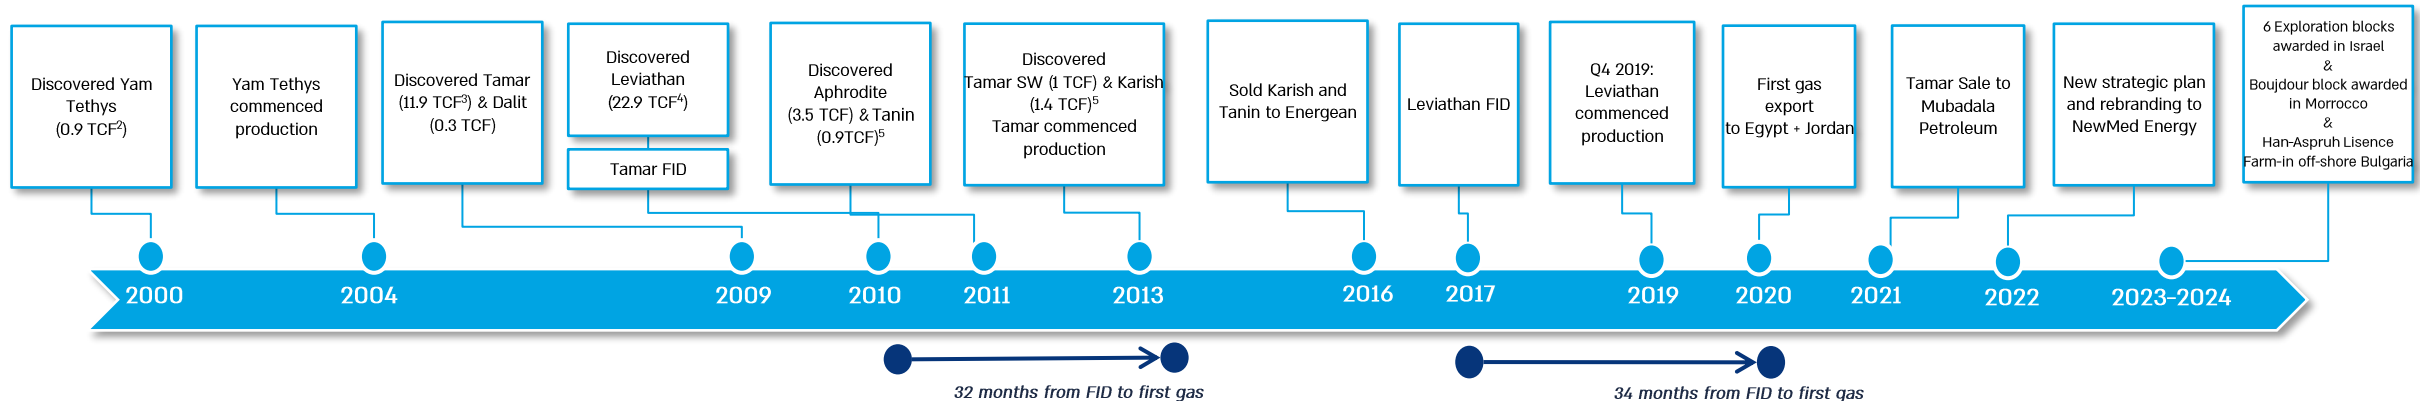 Discovered Yam
Tethys
(0.9 TCF²)
Yam Tethys
commenced
production
Discovered Tamar
(11.9 TCF³) & Dalit
(0.3 TCF)
Discovered
Leviathan
(22.9 TCF⁴)
Tamar FID
Discovered
Aphrodite
(3.5 TCF) & Tanin
(0.9TCF)⁵
Discovered
Tamar SW (1 TCF) & Karish
(1.4 TCF)⁵
Tamar commenced
production
Sold Karish and
Tanin to Energean
Leviathan FID
Q4 2019:
Leviathan
commenced
production
First gas
export
to Egypt + Jordan
Tamar Sale to
Mubadala
Petroleum
New strategic plan
and rebranding to
NewMed Energy
6 Exploration blocks
awarded in Israel
&
Boujdour block awarded
in Morrocco
&
Han-Aspruh Lisence
Farm-in off-shore Bulgaria
2000
2004
2009
2010
2011
2013
2016
2017
2019
2020
2021
2022
2023-2024
32 months from FID to first gas
34 months from FID to first gas